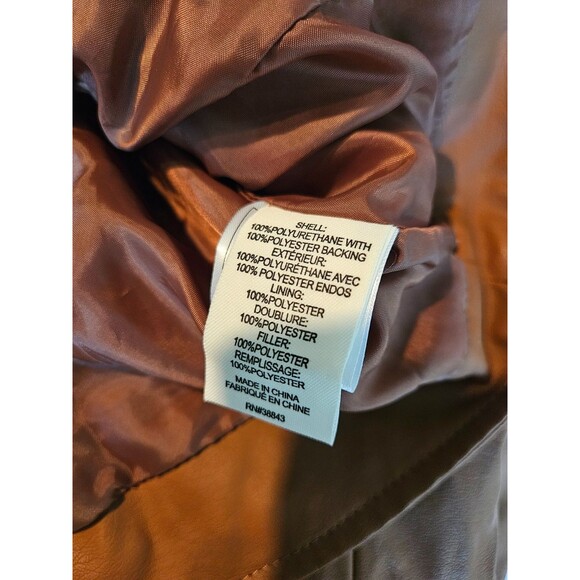 SHELL:
100%POLYURETHANE WITH
100%POLYESTER BACKING
EXTÉRIEUR:
100%POLYURÉTHANE AVEC
100% POLYESTER ENDOS
LINING:
100%POLYESTER
DOUBLURE:
100%POLYESTER
FILLER:
100%POLYESTER
REMPLISSAGE:
100%POLYESTER
MADE IN CHINA
FABRIQUÉ EN CHINE
RN#38843